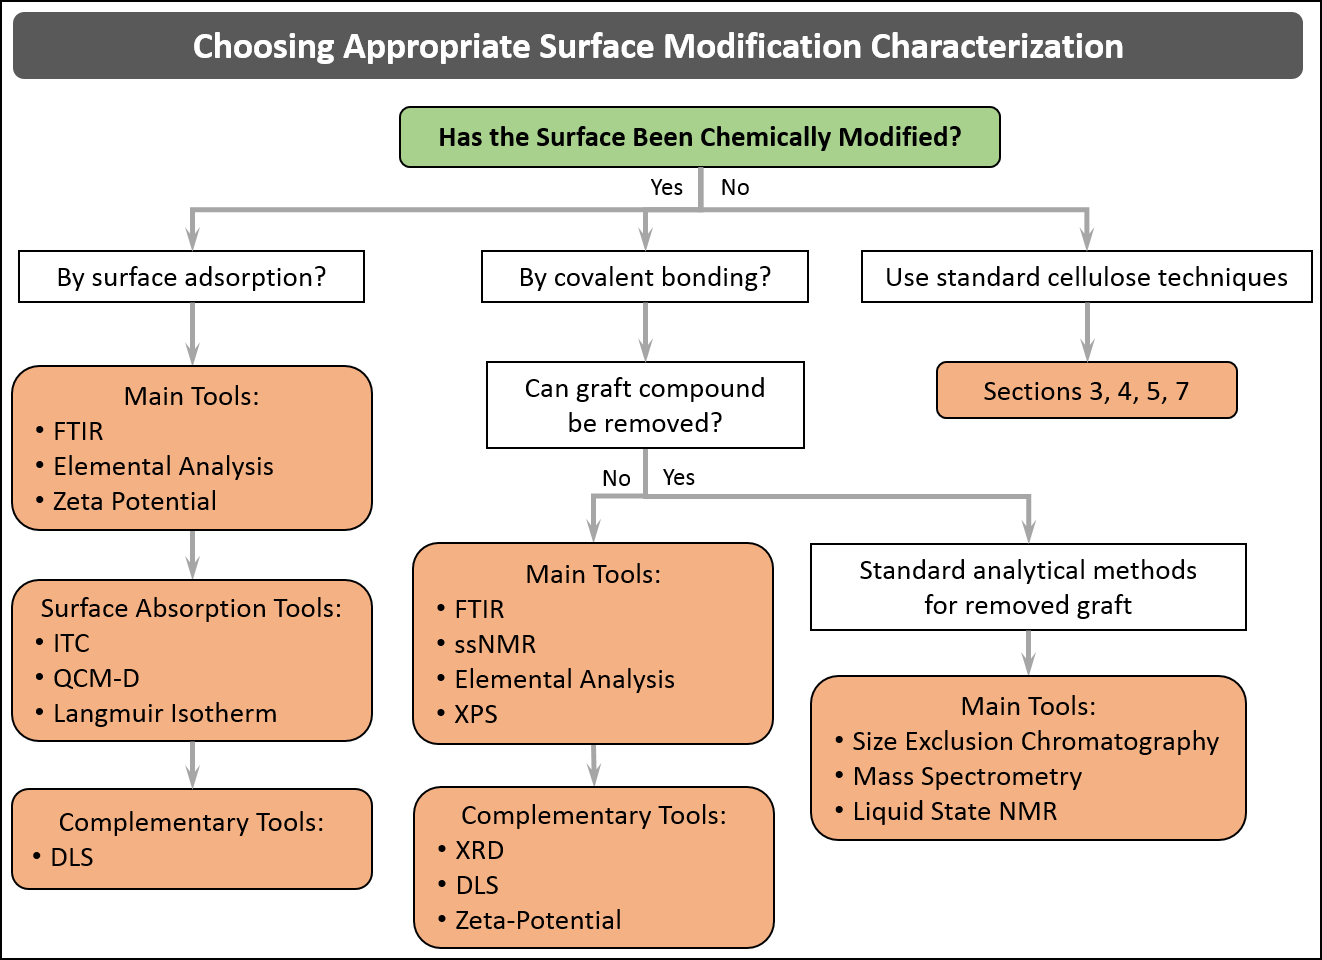 Choosing Appropriate Surface Modification Characterization
Has the Surface Been Chemically Modified?
Yes
No
By surface adsorption?
Main Tools:
• FTIR
• Elemental Analysis
• Zeta Potential
Surface Absorption Tools:
• ITC
• QCM-D
• Langmuir Isotherm
Complementary Tools:
• DLS
By covalent bonding?
Can graft compound
be removed?
No
Yes
Main Tools:
• FTIR
• ssNMR
• Elemental Analysis
• XPS
Complementary Tools:
• XRD
• DLS
• Zeta-Potential
Standard analytical methods
for removed graft
Main Tools:
• Size Exclusion Chromatography
• Mass Spectrometry
• Liquid State NMR
Use standard cellulose techniques
Sections 3, 4, 5, 7